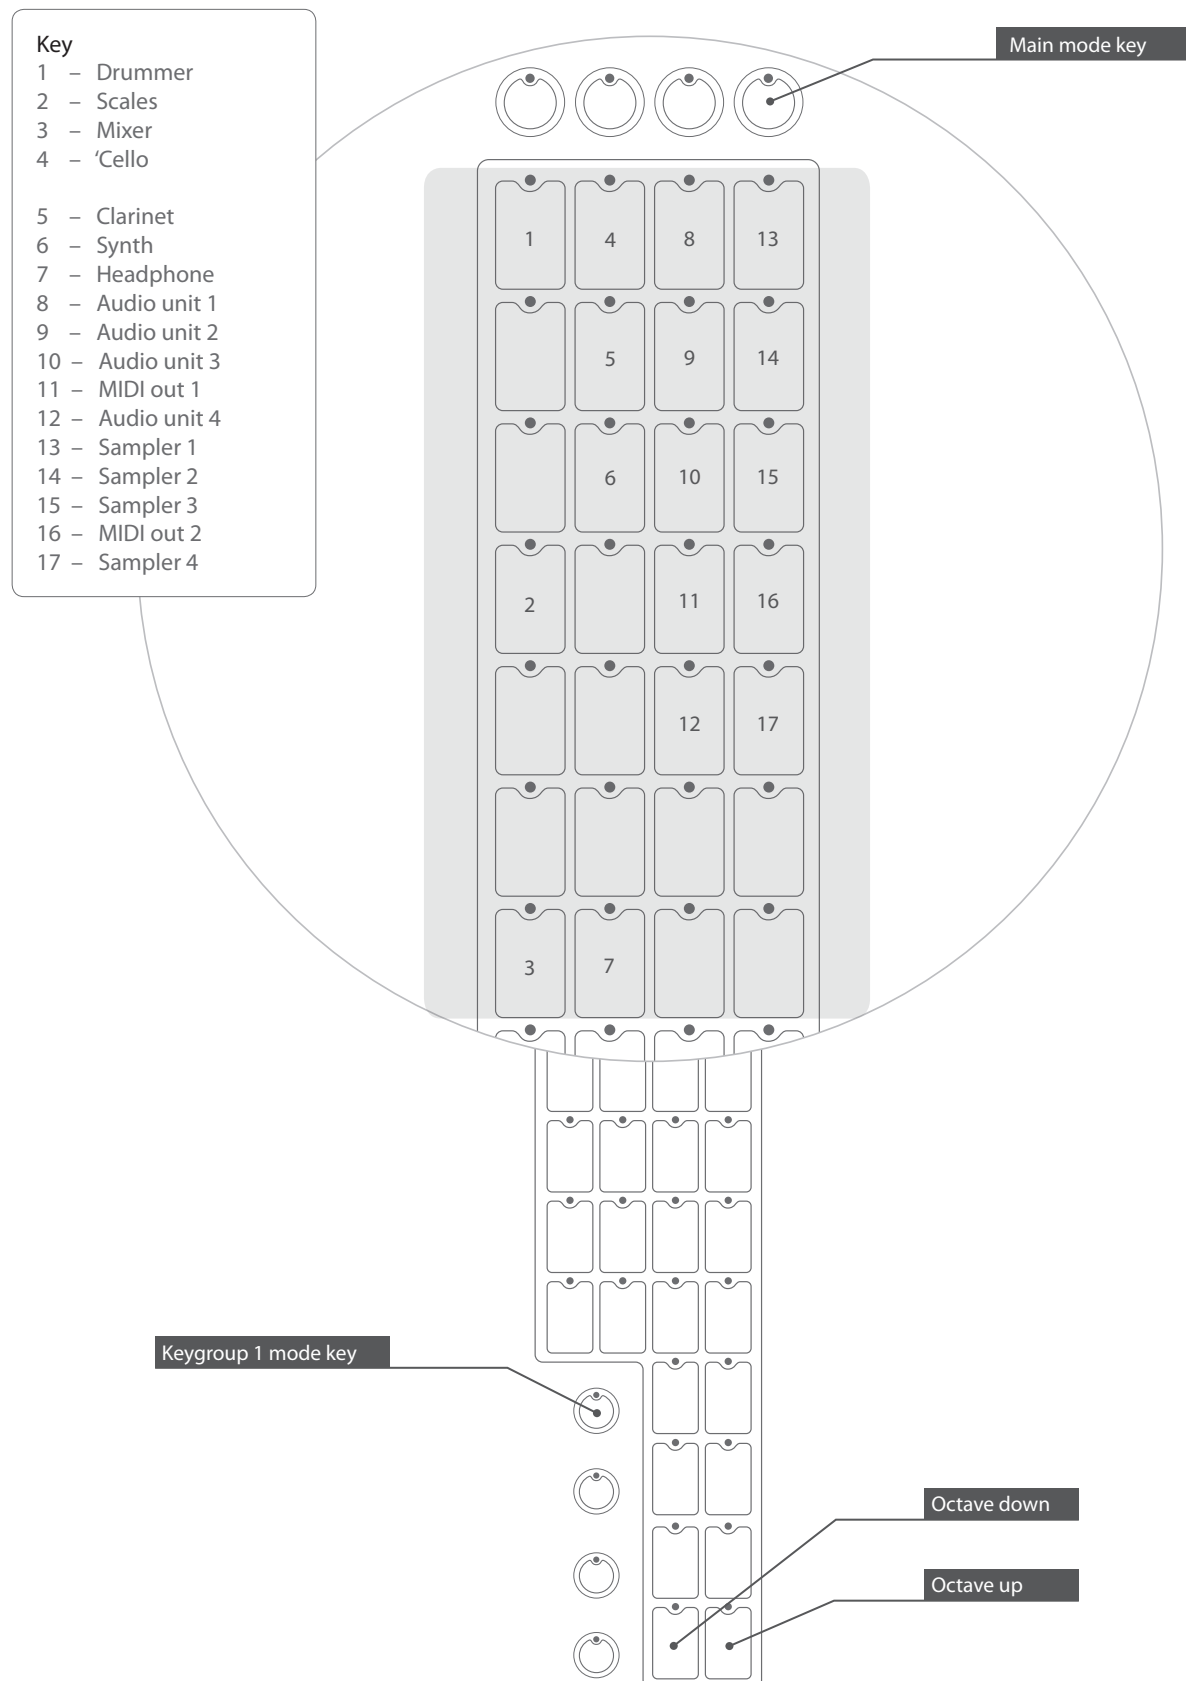 Key
1 – Drummer
2 – Scales
3 – Mixer
4 – ‘Cello
5 – Clarinet
6 – Synth
7 – Headphone
8 – Audio unit 1
9 – Audio unit 2
10 – Audio unit 3
11 – MIDI out 1
12 – Audio unit 4
13 – Sampler 1
14 – Sampler 2
15 – Sampler 3
16 – MIDI out 2
17 – Sampler 4
Main mode key
1 4 8 13
5 9 14
6 10 15
2 11 16
12 17
3 7
Keygroup 1 mode key
Octave down
Octave up